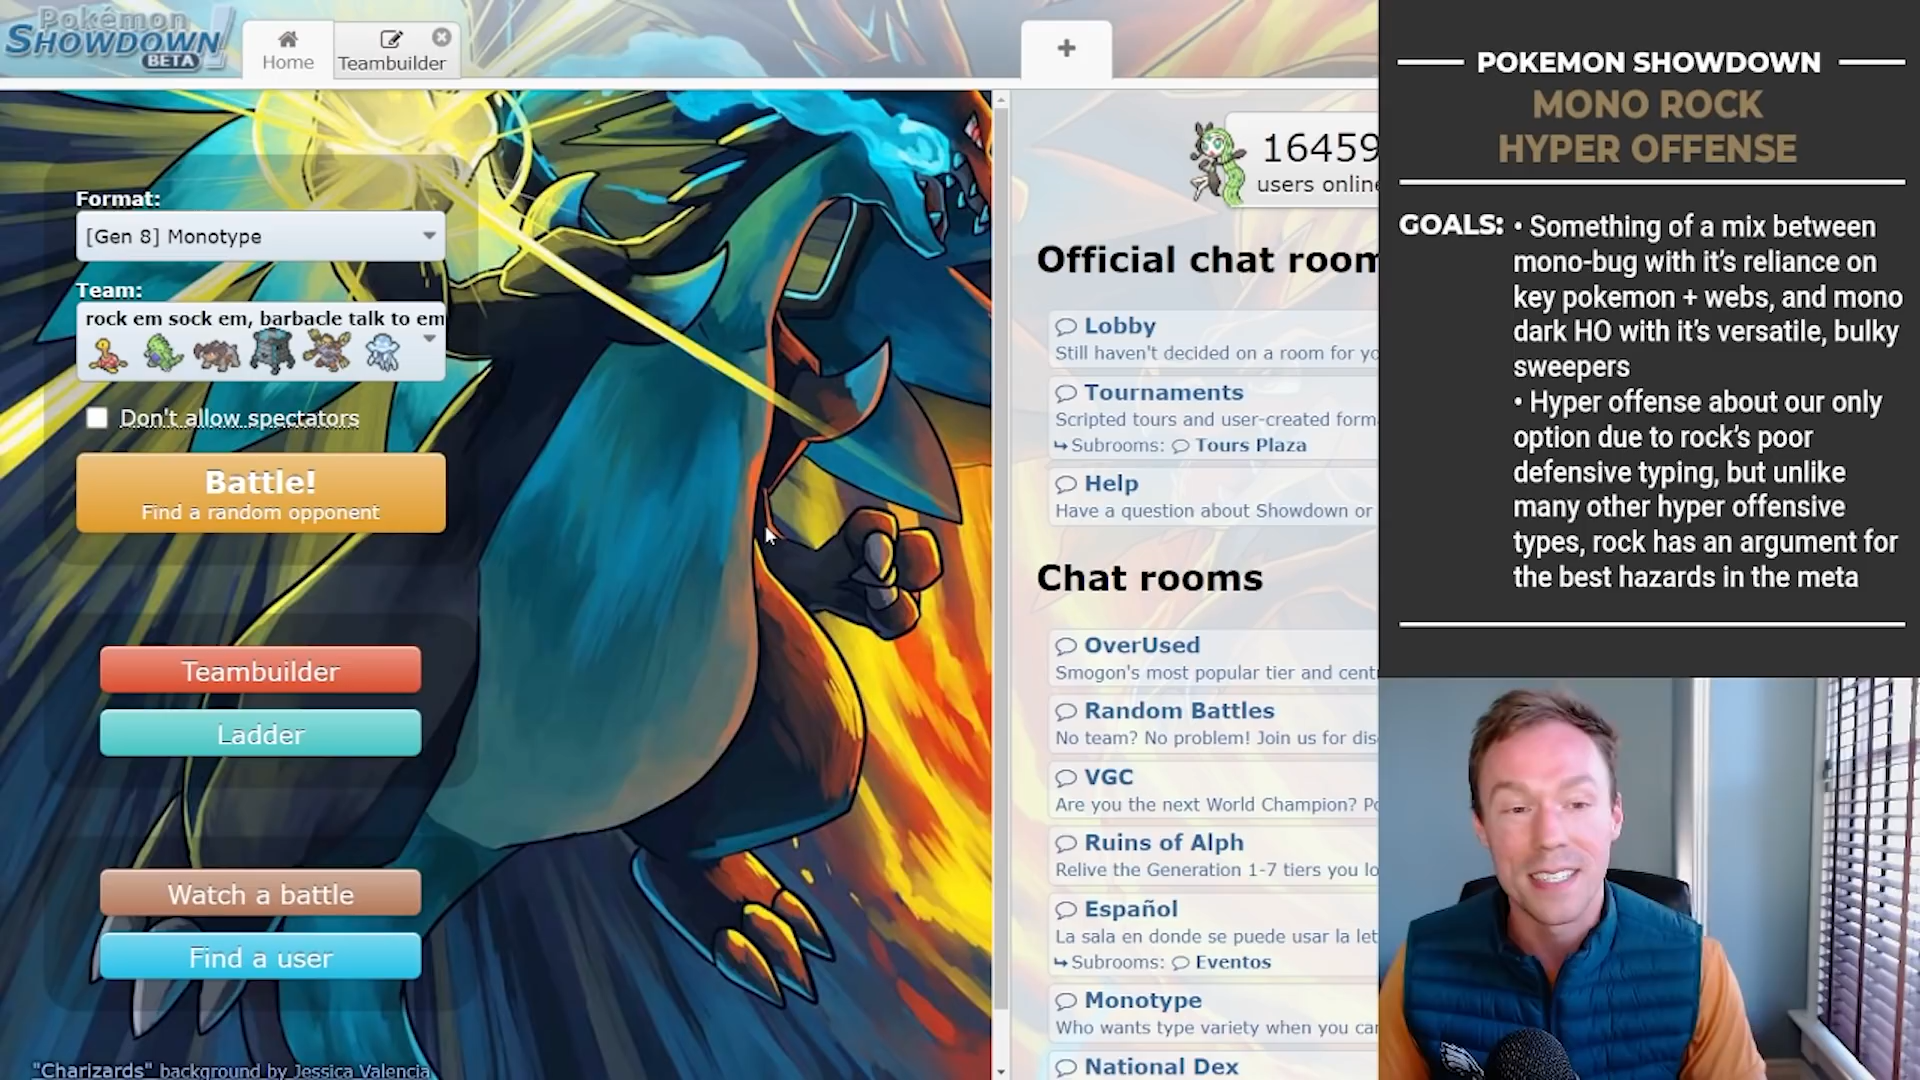 Pokémon
SHOWDOWN!
BETA
Home
Teambuilder
+
Format:
[Gen 8] Monotype
Team:
rock em sock em, barbacle talk to em
Don't allow spectators
Battle!
Find a random opponent
Teambuilder
Ladder
Watch a battle
Find a user
"Charizards" background by Jessica Valencia
16459
users online
Official chat room
Lobby
Still haven't decided on a room for yo
Tournaments
Scripted tours and user-created form
↪ Subrooms: Tours Plaza
Help
Have a question about Showdown or
Chat rooms
OverUsed
Smogon's most popular tier and cent
Random Battles
No team? No problem! Join us for dis
VGC
Are you the next World Champion? Po
Ruins of Alph
Relive the Generation 1-7 tiers you lo
Español
La sala en donde se puede usar la let
↪ Subrooms: Eventos
Monotype
Who wants type variety when you can
National Dex
POKEMON SHOWDOWN
MONO ROCK
HYPER OFFENSE
GOALS: • Something of a mix between
mono-bug with it's reliance on
key pokemon + webs, and mono
dark HO with it's versatile, bulky
sweepers
• Hyper offense about our only
option due to rock's poor
defensive typing, but unlike
many other hyper offensive
types, rock has an argument for
the best hazards in the meta